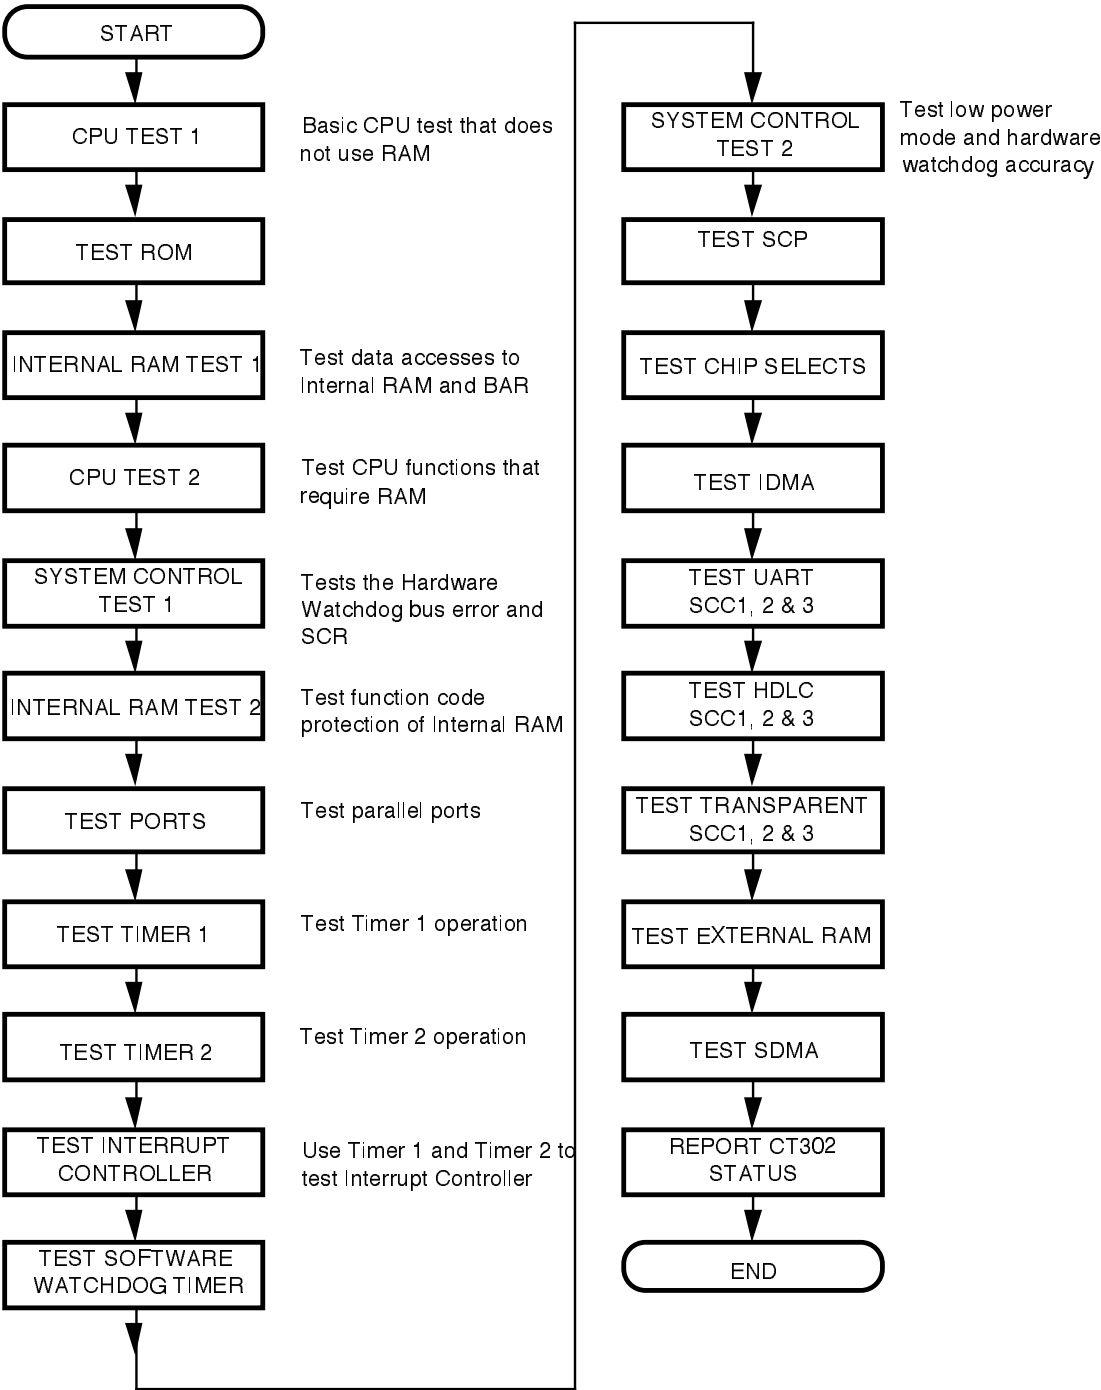 START
CPU TEST 1
Basic CPU test that does
not use RAM
TEST ROM
INTERNAL RAM TEST 1
Test data accesses to
Internal RAM and BAR
CPU TEST 2
Test CPU functions that
require RAM
SYSTEM CONTROL
TEST 1
Tests the Hardware
Watchdog bus error and
SCR
INTERNAL RAM TEST 2
Test function code
protection of Internal RAM
TEST PORTS
Test parallel ports
TEST TIMER 1
Test Timer 1 operation
TEST TIMER 2
Test Timer 2 operation
TEST INTERRUPT
CONTROLLER
Use Timer 1 and Timer 2 to
test Interrupt Controller
TEST SOFTWARE
WATCHDOG TIMER
SYSTEM CONTROL
TEST 2
Test low power
mode and hardware
watchdog accuracy
TEST SCP
TEST CHIP SELECTS
TEST IDMA
TEST UART
SCC1, 2 & 3
TEST HDLC
SCC1, 2 & 3
TEST TRANSPARENT
SCC1, 2 & 3
TEST EXTERNAL RAM
TEST SDMA
REPORT CT302
STATUS
END